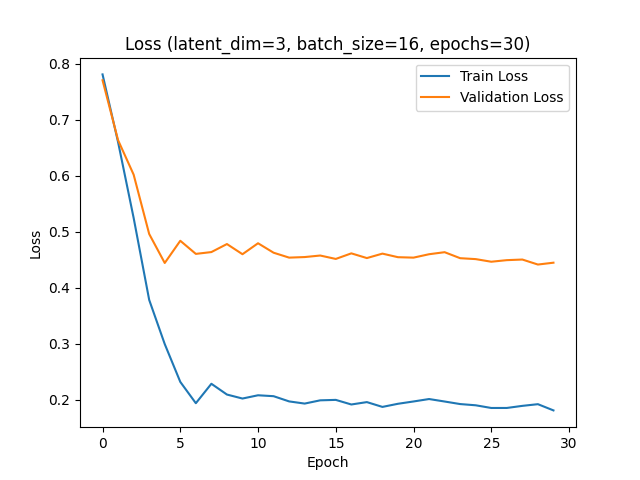 Loss (latent_dim=3, batch_size=16, epochs=30)
Train Loss
Validation Loss
0.8
0.7
0.6
0.5
0.4
0.3
0.2
Loss
0 5 10 15 20 25 30
Epoch